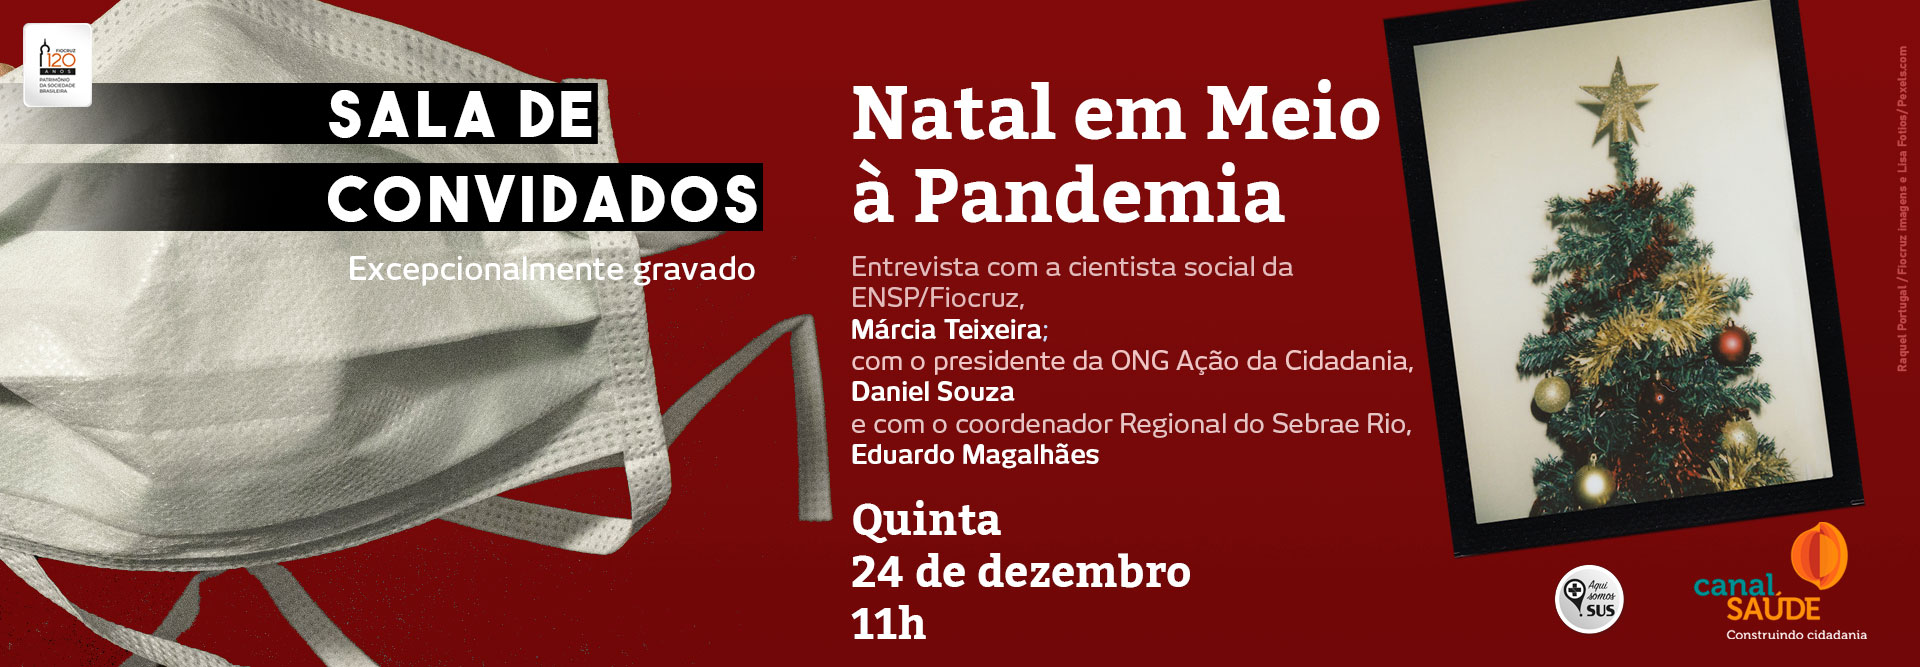 FIOCRUZ
120
ANOS
PATRIMÔNIO
DA SOCIEDADE
BRASILEIRA
SALA DE
CONVIDADOS
Excepcionalmente gravado
Natal em Meio
à Pandemia
Entrevista com a cientista social da
ENSP/Fiocruz,
Márcia Teixeira;
com o presidente da ONG Ação da Cidadania,
Daniel Souza
e com o coordenador Regional do Sebrae Rio,
Eduardo Magalhães
Quinta
24 de dezembro
11h
Raquel Portugal / Fiocruz imagens e Lisa Fotios/ Pexels.com
Aqui
somos
SUS
canal
SAÚDE
Construindo cidadania